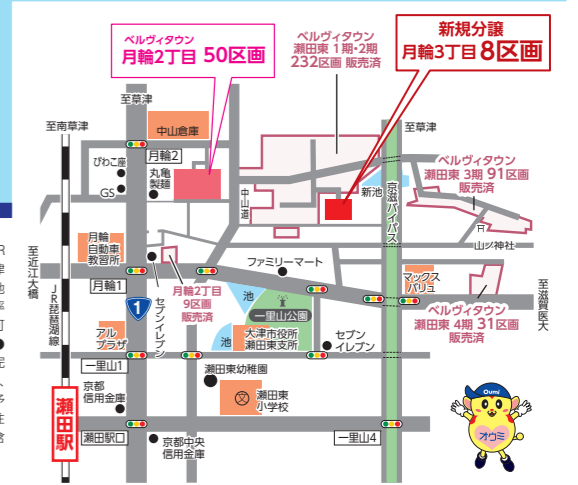 ベルヴィタウン
月輪2丁目 50区画
ベルヴィタウン
瀬田東 1期・2期
232区画 販売済
新規分譲
月輪3丁目 8区画
至草津
至南草津
中山倉庫
至草津
びわこ座
月輪2
GS
丸亀
製麺
中山道
新池
京滋バイパス
ベルヴィタウン
瀬田東 3期 91区画
販売済
山ノ神社
月輪
自動車
教習所
至近江大橋
JR琵琶湖線
月輪1
1
セブンイレブン
月輪2丁目
9区画
販売済
ファミリーマート
池
一里山公園
マックス
バリュ
至滋賀医大
ベルヴィタウン
瀬田東 4期 31区画
販売済
アル
プラザ
池
大津市役所
瀬田東支所
セブン
イレブン
一里山1
瀬田東幼稚園
京都
信用金庫
文
瀬田東
小学校
瀬田駅
瀬田駅口
京都中央
信用金庫
一里山4
Oumi
オウミ
R
津
地
率
町
●
完
、
予
住
含